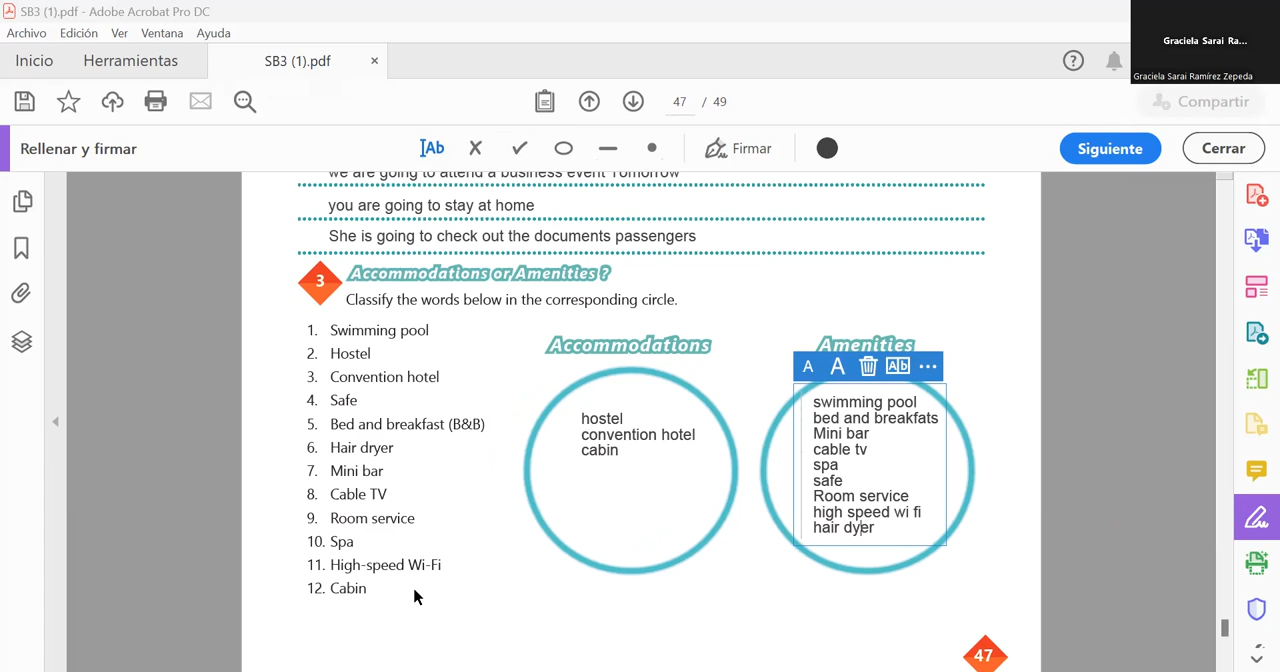 SB3 (1).pdf - Adobe Acrobat Pro DC
Archivo Edición Ver Ventana Ayuda
Graciela Sarai Ra...
Graciela Sarai Ramírez Zepeda
Inicio Herramientas SB3 (1).pdf ×
47 / 49
Compartir
Rellenar y firmar
Ab
Firmar
Siguiente
Cerrar
we are going to attend a business event Tomorrow
you are going to stay at home
She is going to check out the documents passengers
3 Accommodations or Amenities ?
Classify the words below in the corresponding circle.
1. Swimming pool
2. Hostel
3. Convention hotel
4. Safe
5. Bed and breakfast (B&B)
6. Hair dryer
7. Mini bar
8. Cable TV
9. Room service
10. Spa
11. High-speed Wi-Fi
12. Cabin
Accommodations
hostel
convention hotel
cabin
Amenities
A A Ab ...
swimming pool
bed and breakfats
Mini bar
cable tv
spa
safe
Room service
high speed wi fi
hair dyer
47